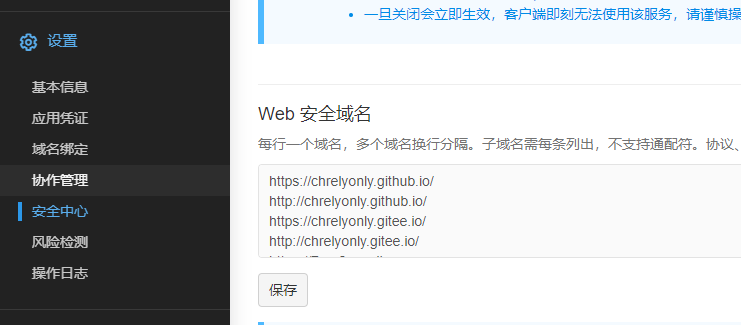 一旦关闭会立即生效，客户端即刻无法使用该服务，请谨慎操
设置
基本信息
应用凭证
域名绑定
协作管理
安全中心
风险检测
操作日志
Web 安全域名
每行一个域名，多个域名换行分隔。子域名需每条列出，不支持通配符。协议、
https://chrelyonly.github.io/
http://chrelyonly.github.io/
https://chrelyonly.gitee.io/
http://chrelyonly.gitee.io/
保存